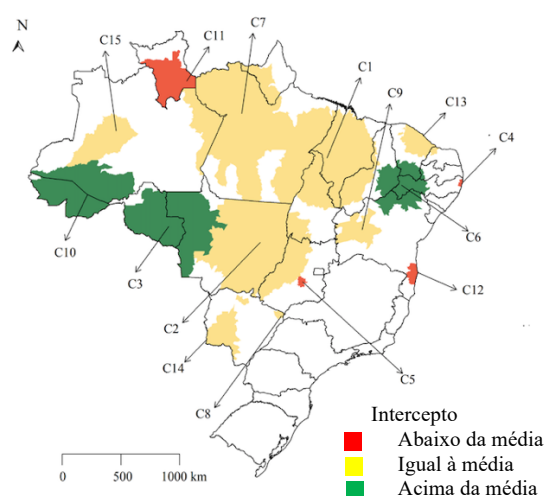 N
C15
C11
C7
C1
C9
C13
C4
C6
C12
C10
C3
C2
C14
C8
C5
Intercepto
Abaixo da média
Igual à média
Acima da média
0 500 1000 km